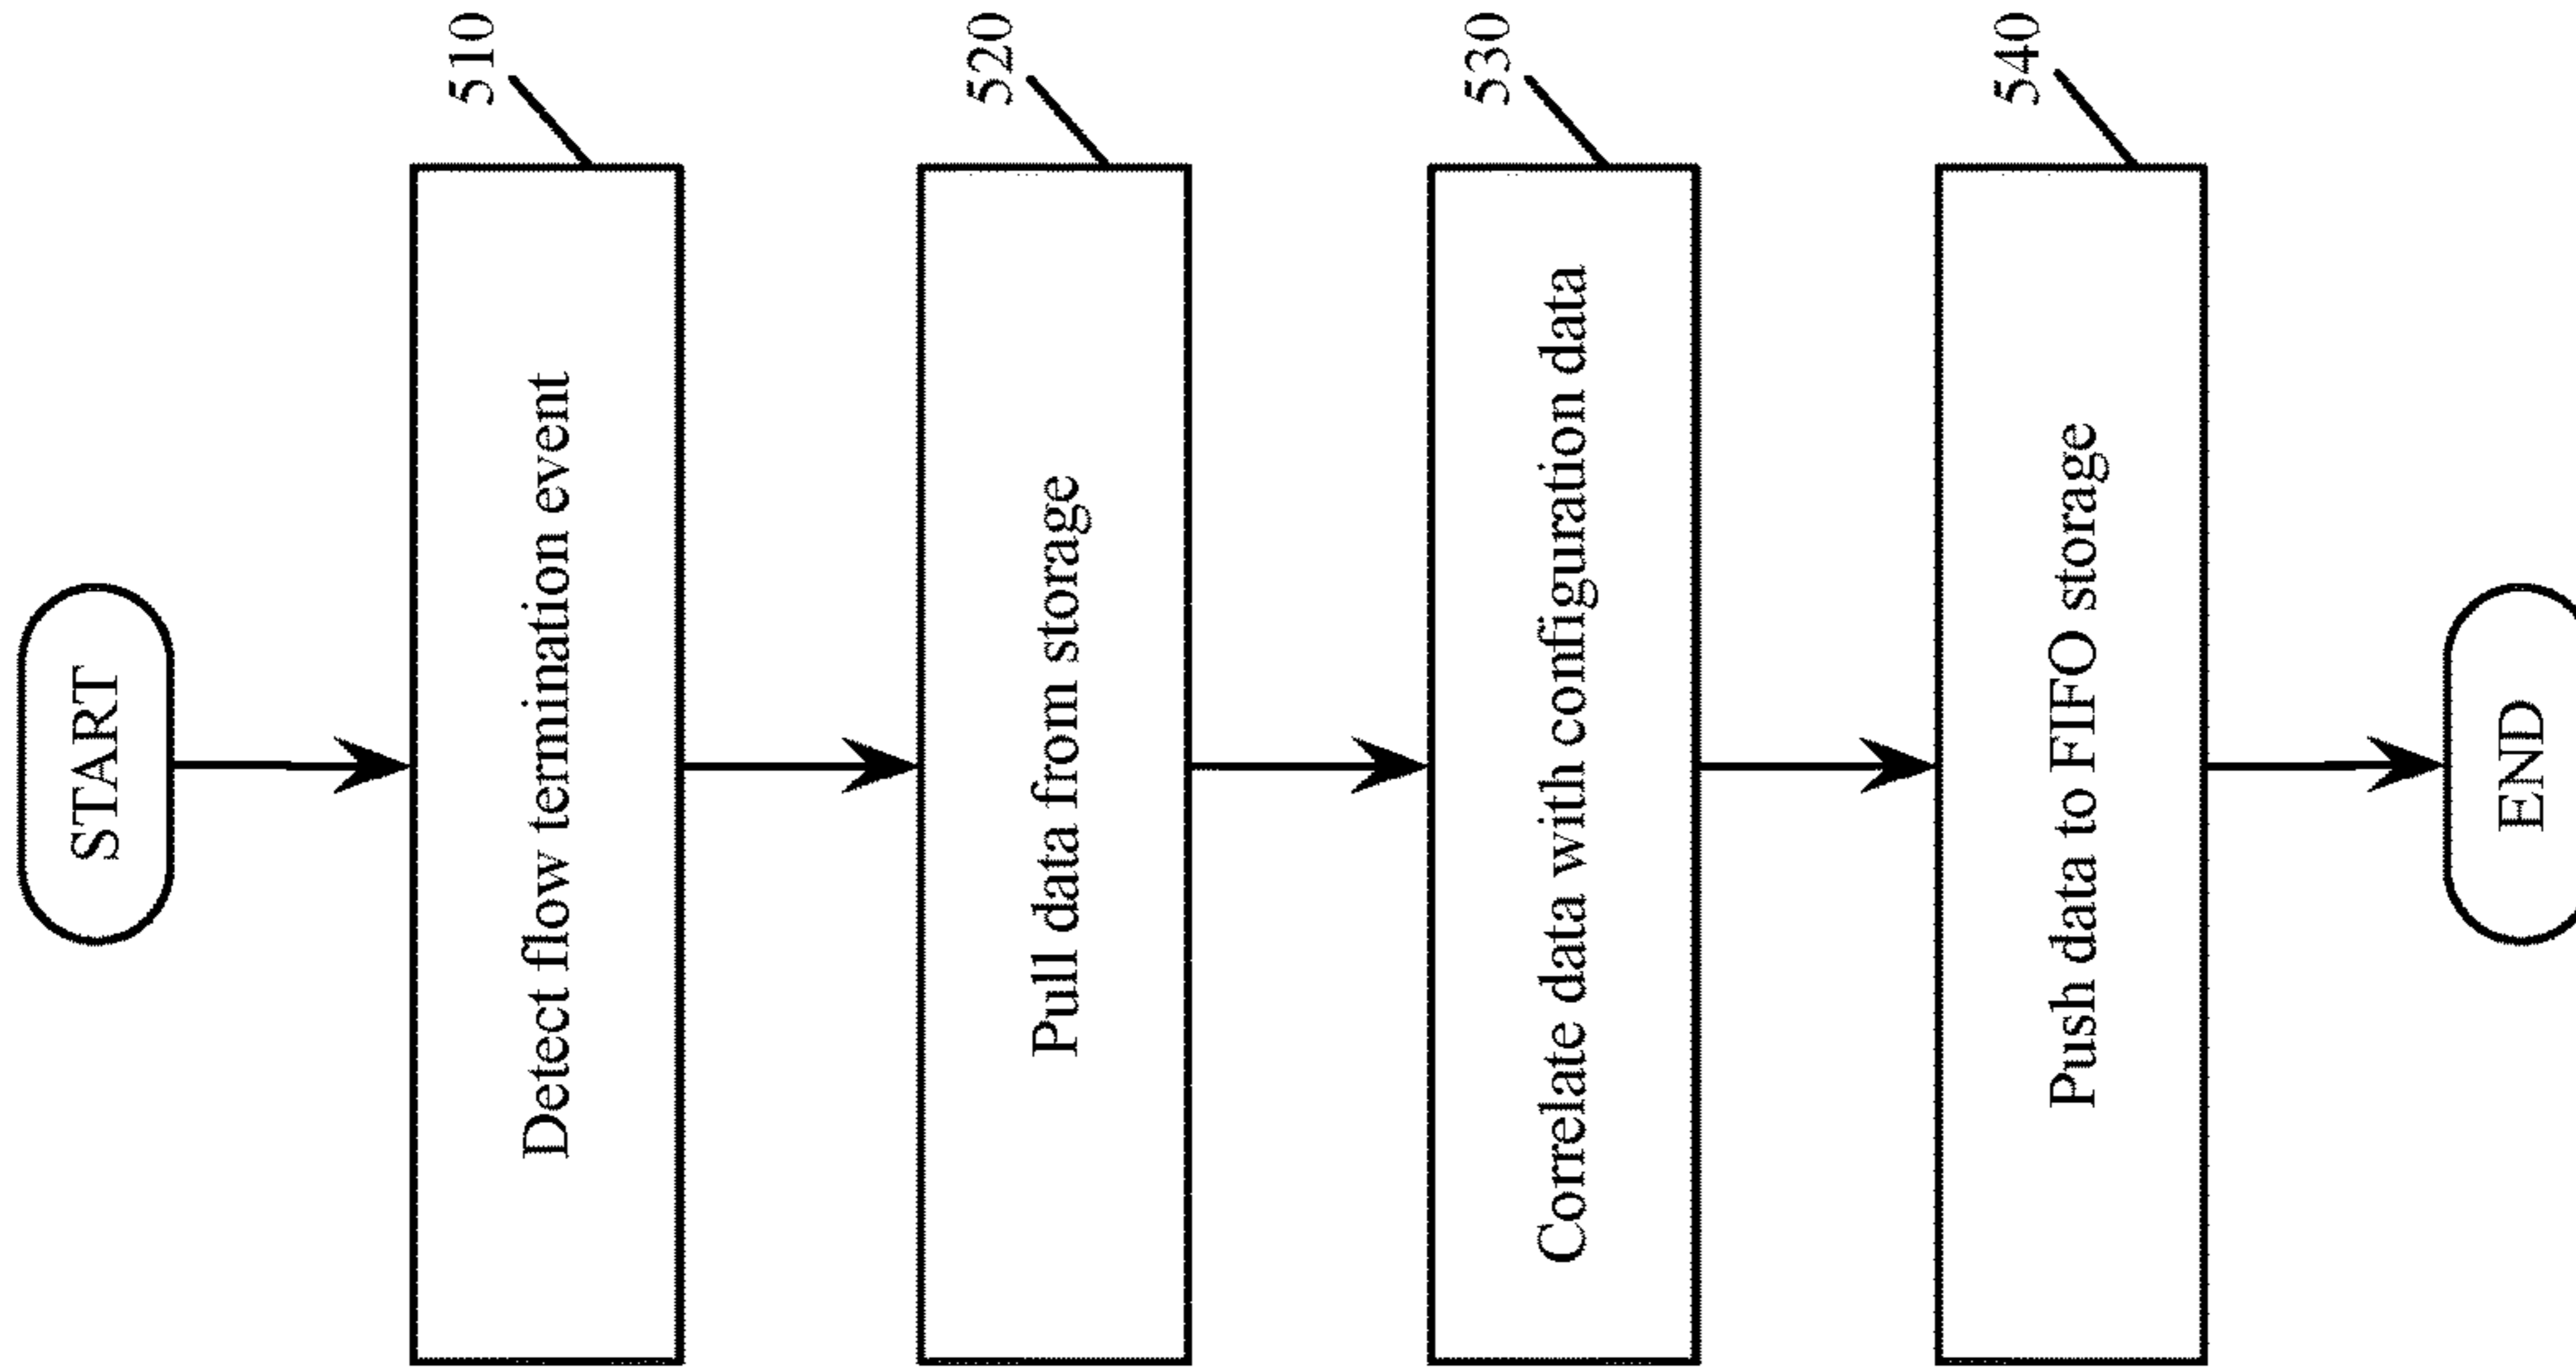 START
510
Detect flow termination event
520
Pull data from storage
530
Correlate data with configuration data
540
Push data to FIFO storage
END